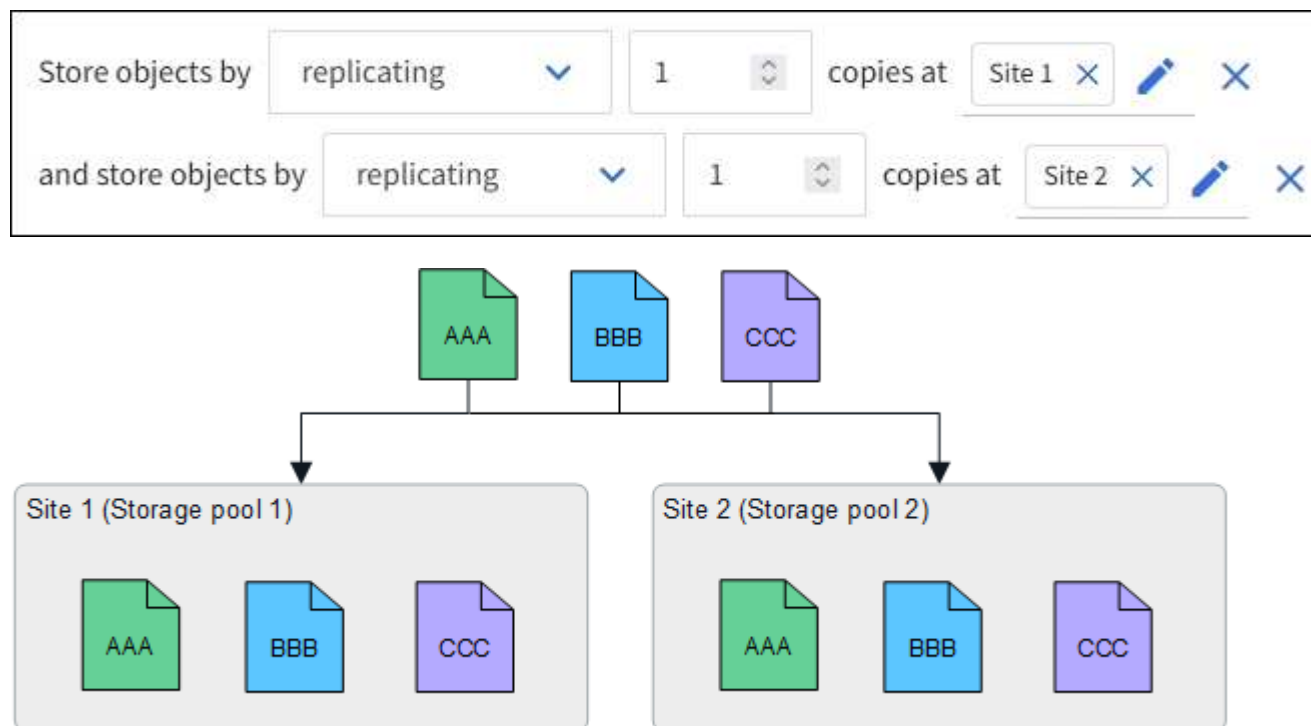 Store objects by replicating 1 copies at Site 1
and store objects by replicating 1 copies at Site 2
AAA BBB CCC
Site 1 (Storage pool 1) Site 2 (Storage pool 2)
AAA BBB CCC AAA BBB CCC